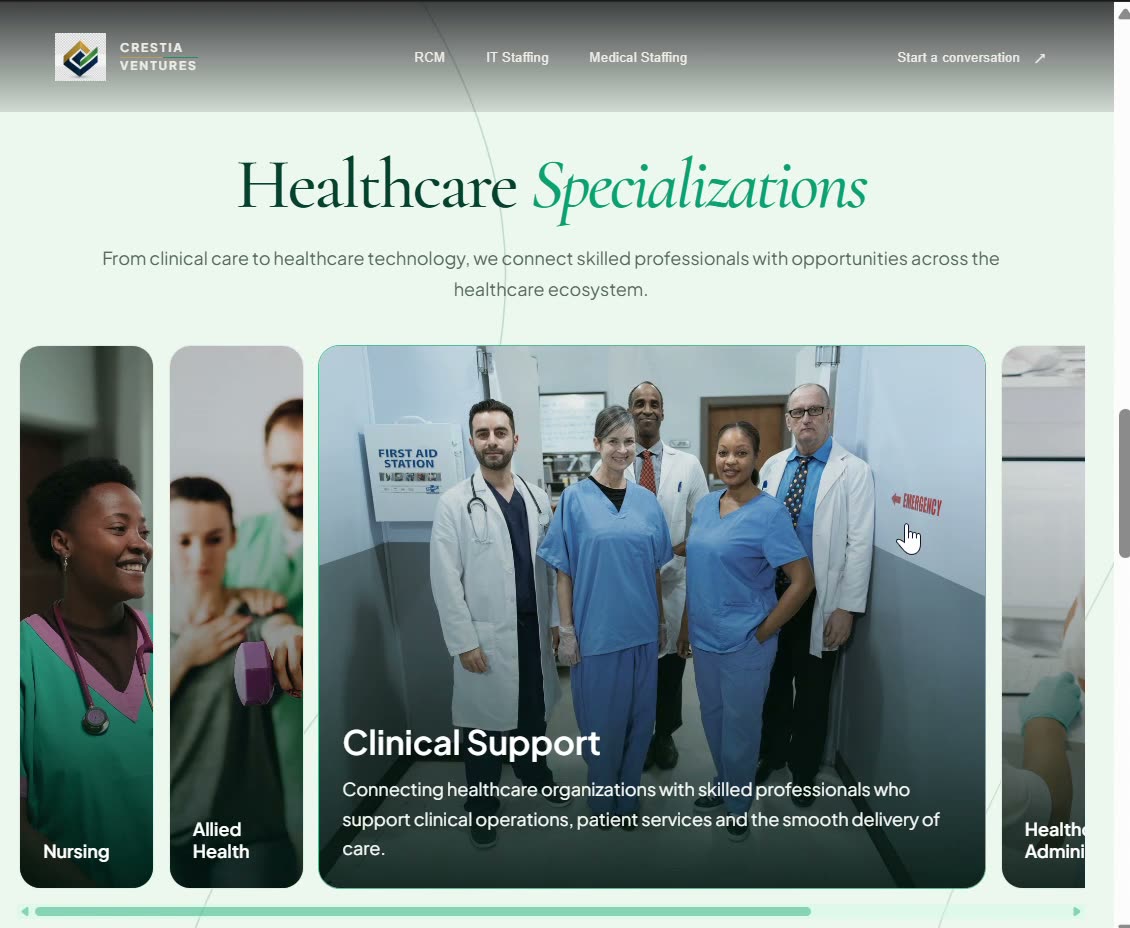 CRESTIA
VENTURES
RCM
IT Staffing
Medical Staffing
Start a conversation
Healthcare Specializations
From clinical care to healthcare technology, we connect skilled professionals with opportunities across the
healthcare ecosystem.
FIRST AID
STATION
EMERGENCY
Clinical Support
Connecting healthcare organizations with skilled professionals who
support clinical operations, patient services and the smooth delivery of
care.
Nursing
Allied
Health
Healthc
Admini